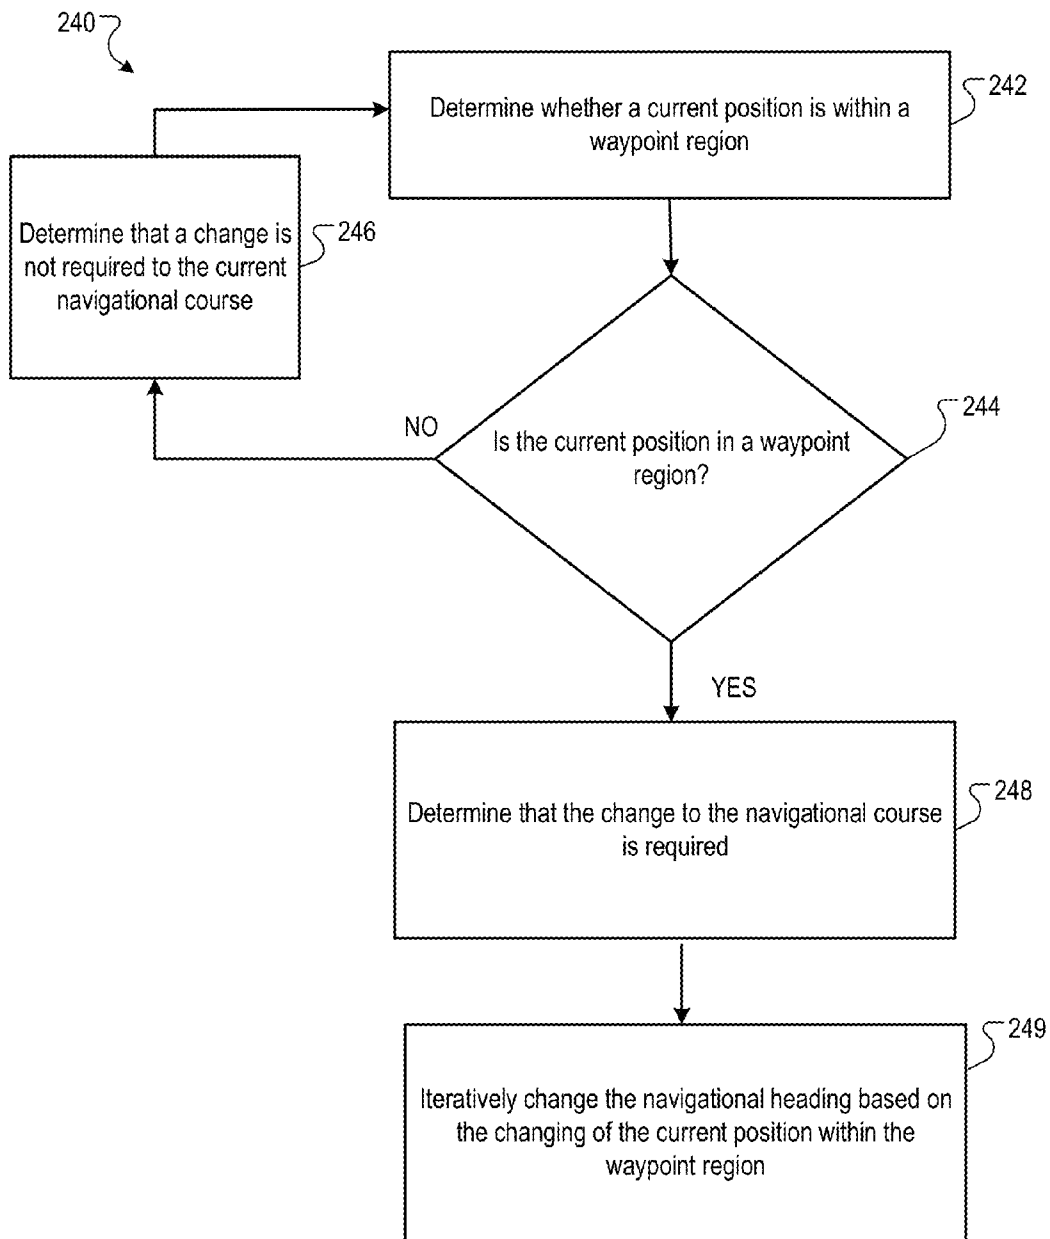 240
Determine whether a current position is within a
waypoint region
242
Determine that a change is
not required to the current
navigational course
246
Is the current position in a waypoint
region?
244
NO
YES
Determine that the change to the navigational course
is required
248
Iteratively change the navigational heading based on
the changing of the current position within the
waypoint region
249